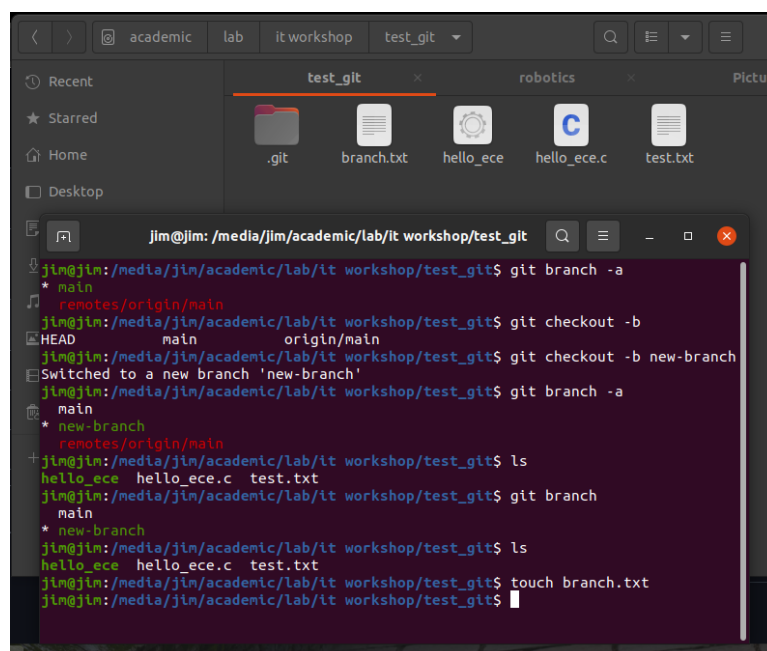 academic lab it workshop test_git
Recent
test_git × robotics × Pictu
Starred
Home
Desktop
.git branch.txt hello_ece hello_ece.c test.txt
jim@jim: /media/jim/academic/lab/it workshop/test_git
jim@jim:/media/jim/academic/lab/it workshop/test_git$ git branch -a
* main
remotes/origin/main
jim@jim:/media/jim/academic/lab/it workshop/test_git$ git checkout -b
HEAD main origin/main
jim@jim:/media/jim/academic/lab/it workshop/test_git$ git checkout -b new-branch
Switched to a new branch 'new-branch'
jim@jim:/media/jim/academic/lab/it workshop/test_git$ git branch -a
main
* new-branch
remotes/origin/main
jim@jim:/media/jim/academic/lab/it workshop/test_git$ ls
hello_ece hello_ece.c test.txt
jim@jim:/media/jim/academic/lab/it workshop/test_git$ git branch
main
* new-branch
jim@jim:/media/jim/academic/lab/it workshop/test_git$ ls
hello_ece hello_ece.c test.txt
jim@jim:/media/jim/academic/lab/it workshop/test_git$ touch branch.txt
jim@jim:/media/jim/academic/lab/it workshop/test_git$